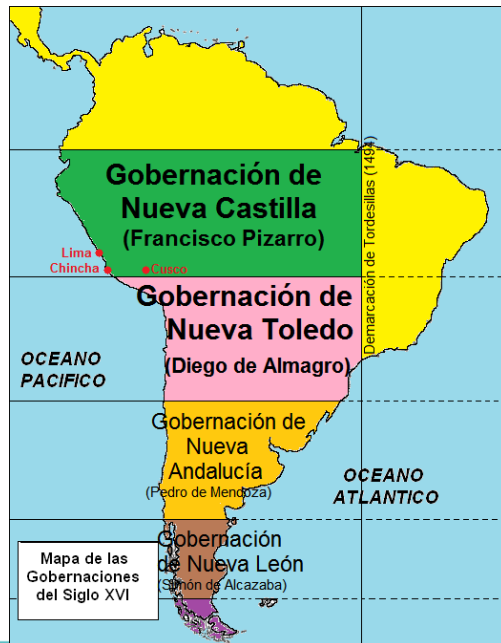 Demarcación de Tordesillas (1494)
Gobernación de
Nueva Castilla
(Francisco Pizarro)
Lima
Chincha
Cusco
Gobernación de
Nueva Toledo
(Diego de Almagro)
OCEANO
PACIFICO
Gobernación de
Nueva
Andalucía
(Pedro de Mendoza)
OCEANO
ATLANTICO
Gobernación
de Nueva León
(Simón de Alcazaba)
Mapa de las
Gobernaciones
del Siglo XVI